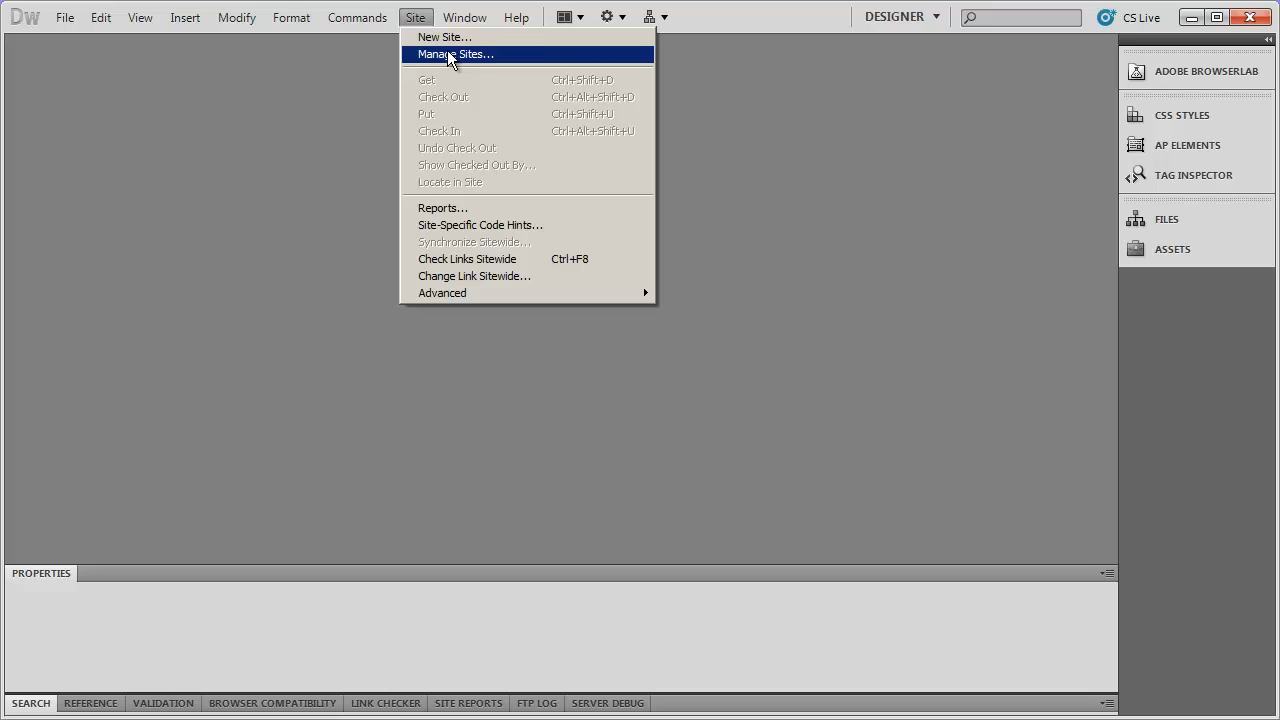 Dw File Edit View Insert Modify Format Commands Site Window Help DESIGNER CS Live
New Site...
Manage Sites...
Get Ctrl+Shift+D
Check Out Ctrl+Alt+Shift+D
Put Ctrl+Shift+U
Check In Ctrl+Alt+Shift+U
Undo Check Out
Show Checked Out By...
Locate in Site
Reports...
Site-Specific Code Hints...
Synchronize Sitewide...
Check Links Sitewide Ctrl+F8
Change Link Sitewide...
Advanced
ADOBE BROWSERLAB
CSS STYLES
AP ELEMENTS
TAG INSPECTOR
FILES
ASSETS
PROPERTIES
SEARCH REFERENCE VALIDATION BROWSER COMPATIBILITY LINK CHECKER SITE REPORTS FTP LOG SERVER DEBUG